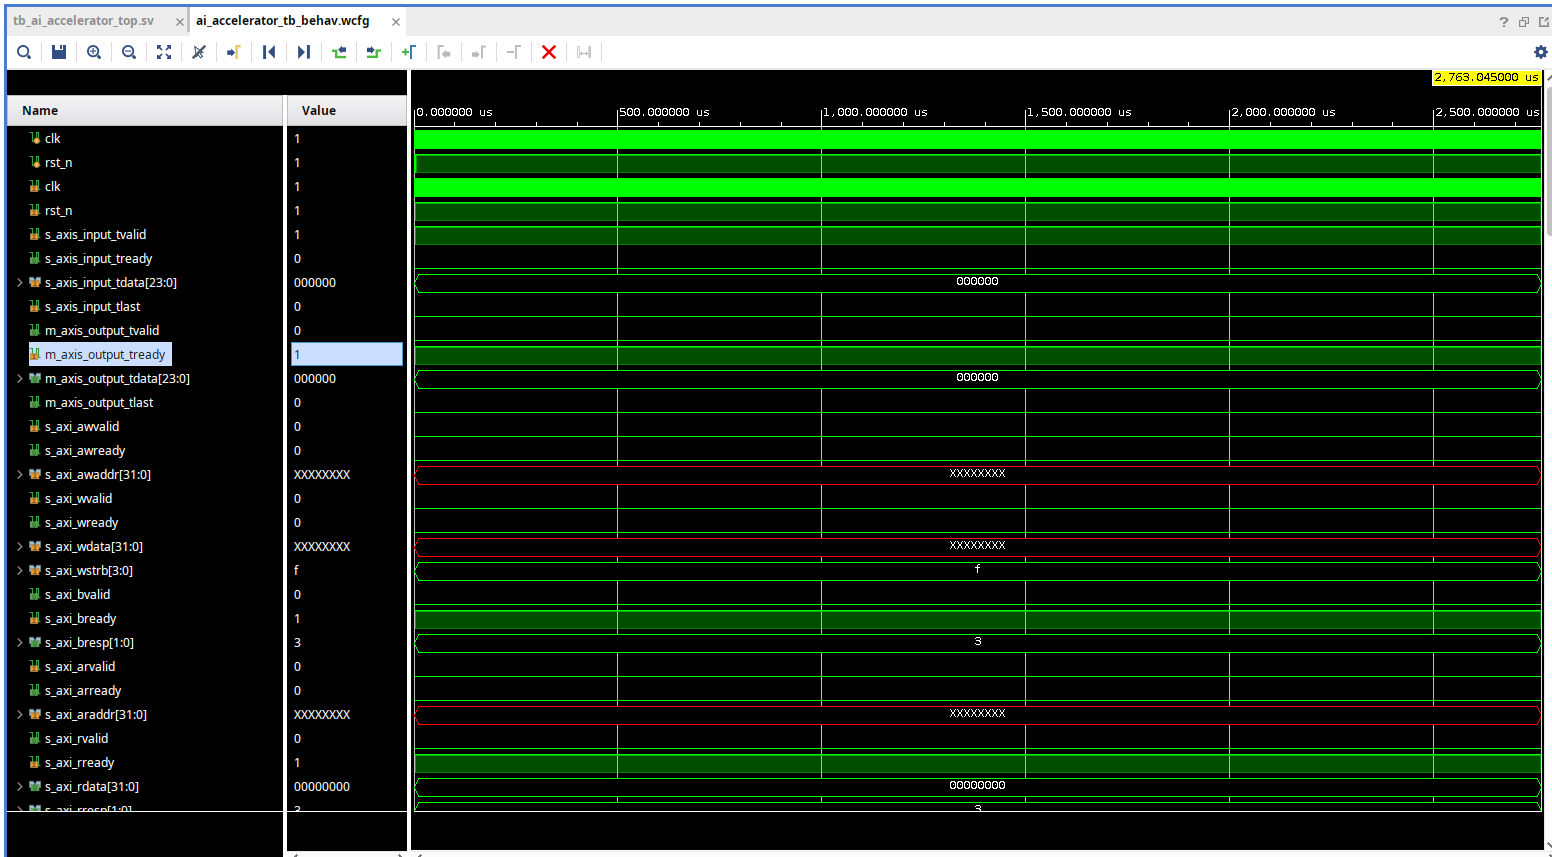 tb_ai_accelerator_top.sv × ai_accelerator_tb_behav.wcfg × ?
2,763.045000 us
Name Value 0.000000 us 500.000000 us 1,000.000000 us 1,500.000000 us 2,000.000000 us 2,500.000000 us
clk 1
rst_n 1
clk 1
rst_n 1
s_axis_input_tvalid 1
s_axis_input_tready 0
s_axis_input_tdata[23:0] 000000 000000
s_axis_input_tlast 0
m_axis_output_tvalid 0
m_axis_output_tready 1
m_axis_output_tdata[23:0] 000000 000000
m_axis_output_tlast 0
s_axi_awvalid 0
s_axi_awready 0
s_axi_awaddr[31:0] XXXXXXXX XXXXXXXX
s_axi_wvalid 0
s_axi_wready 0
s_axi_wdata[31:0] XXXXXXXX XXXXXXXX
s_axi_wstrb[3:0] f f
s_axi_bvalid 0
s_axi_bready 1
s_axi_bresp[1:0] 3 3
s_axi_arvalid 0
s_axi_arready 0
s_axi_araddr[31:0] XXXXXXXX XXXXXXXX
s_axi_rvalid 0
s_axi_rready 1
s_axi_rdata[31:0] 00000000 00000000
s_axi_rresp[1:0] 3 3